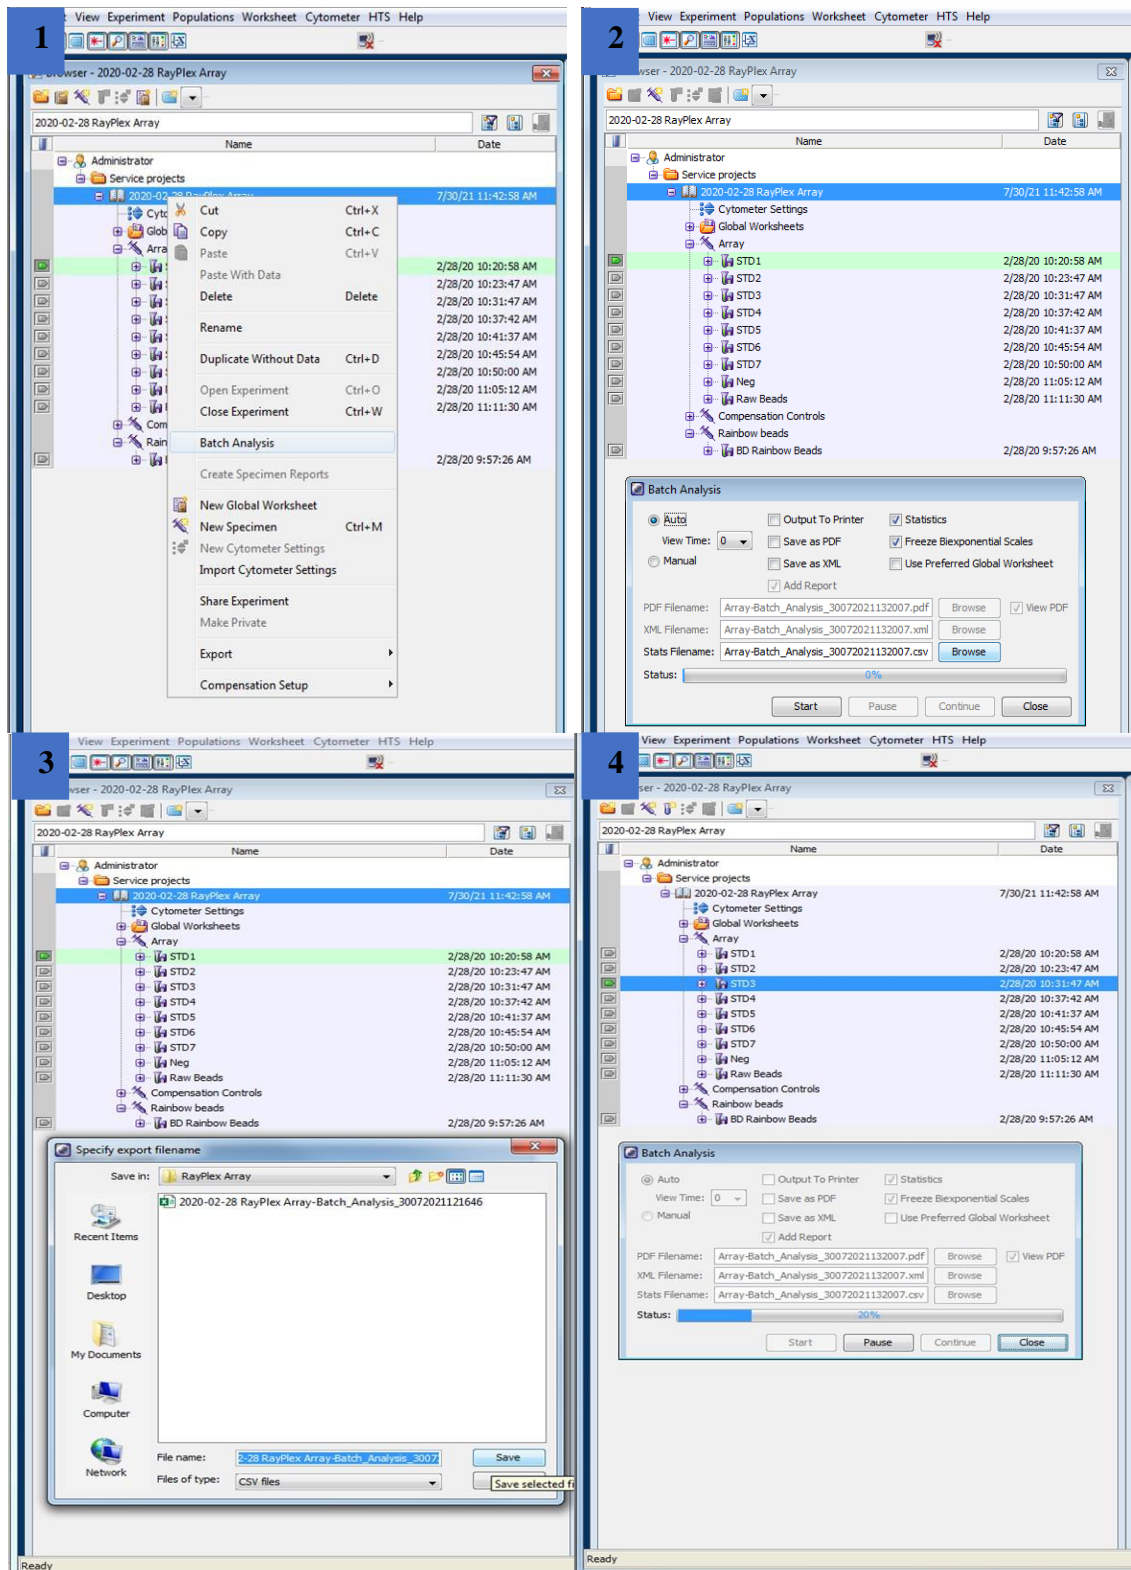 1
View Experiment Populations Worksheet Cytometer HTS Help
Browser - 2020-02-28 RayPlex Array
2020-02-28 RayPlex Array
Name Date
Administrator
Service projects
2020-02-28 RayPlex Array 7/30/21 11:42:58 AM
Cyto
Glob
Arra
2/28/20 10:20:58 AM
2/28/20 10:23:47 AM
2/28/20 10:31:47 AM
2/28/20 10:37:42 AM
2/28/20 10:41:37 AM
2/28/20 10:45:54 AM
2/28/20 10:50:00 AM
2/28/20 11:05:12 AM
2/28/20 11:11:30 AM
Com
Rain
2/28/20 9:57:26 AM
Cut Ctrl+X
Copy Ctrl+C
Paste Ctrl+V
Paste With Data
Delete Delete
Rename
Duplicate Without Data Ctrl+D
Open Experiment Ctrl+O
Close Experiment Ctrl+W
Batch Analysis
Create Specimen Reports
New Global Worksheet
New Specimen Ctrl+M
New Cytometer Settings
Import Cytometer Settings
Share Experiment
Make Private
Export
Compensation Setup
2
View Experiment Populations Worksheet Cytometer HTS Help
wser - 2020-02-28 RayPlex Array
2020-02-28 RayPlex Array
Name Date
Administrator
Service projects
2020-02-28 RayPlex Array 7/30/21 11:42:58 AM
Cytometer Settings
Global Worksheets
Array
STD1 2/28/20 10:20:58 AM
STD2 2/28/20 10:23:47 AM
STD3 2/28/20 10:31:47 AM
STD4 2/28/20 10:37:42 AM
STD5 2/28/20 10:41:37 AM
STD6 2/28/20 10:45:54 AM
STD7 2/28/20 10:50:00 AM
Neg 2/28/20 11:05:12 AM
Raw Beads 2/28/20 11:11:30 AM
Compensation Controls
Rainbow beads
BD Rainbow Beads 2/28/20 9:57:26 AM
Batch Analysis
Auto Output To Printer Statistics
View Time: 0 Save as PDF Freeze Biexponential Scales
Manual Save as XML Use Preferred Global Worksheet
Add Report
PDF Filename: Array-Batch_Analysis_30072021132007.pdf Browse View PDF
XML Filename: Array-Batch_Analysis_30072021132007.xml Browse
Stats Filename: Array-Batch_Analysis_30072021132007.csv Browse
Status: 0%
Start Pause Continue Close
3
View Experiment Populations Worksheet Cytometer HTS Help
wser - 2020-02-28 RayPlex Array
2020-02-28 RayPlex Array
Name Date
Administrator
Service projects
2020-02-28 RayPlex Array 7/30/21 11:42:58 AM
Cytometer Settings
Global Worksheets
Array
STD1 2/28/20 10:20:58 AM
STD2 2/28/20 10:23:47 AM
STD3 2/28/20 10:31:47 AM
STD4 2/28/20 10:37:42 AM
STD5 2/28/20 10:41:37 AM
STD6 2/28/20 10:45:54 AM
STD7 2/28/20 10:50:00 AM
Neg 2/28/20 11:05:12 AM
Raw Beads 2/28/20 11:11:30 AM
Compensation Controls
Rainbow beads
BD Rainbow Beads 2/28/20 9:57:26 AM
Specify export filename
Save in: RayPlex Array
2020-02-28 RayPlex Array-Batch_Analysis_30072021121646
Recent Items
Desktop
My Documents
Computer
Network
File name: 2-28 RayPlex Array-Batch_Analysis_3007 Save
Files of type: CSV files
Save selected fi
Ready
4
View Experiment Populations Worksheet Cytometer HTS Help
ser - 2020-02-28 RayPlex Array
2020-02-28 RayPlex Array
Name Date
Administrator
Service projects
2020-02-28 RayPlex Array 7/30/21 11:42:58 AM
Cytometer Settings
Global Worksheets
Array
STD1 2/28/20 10:20:58 AM
STD2 2/28/20 10:23:47 AM
STD3 2/28/20 10:31:47 AM
STD4 2/28/20 10:37:42 AM
STD5 2/28/20 10:41:37 AM
STD6 2/28/20 10:45:54 AM
STD7 2/28/20 10:50:00 AM
Neg 2/28/20 11:05:12 AM
Raw Beads 2/28/20 11:11:30 AM
Compensation Controls
Rainbow beads
BD Rainbow Beads 2/28/20 9:57:26 AM
Batch Analysis
Auto Output To Printer Statistics
View Time: 0 Save as PDF Freeze Biexponential Scales
Manual Save as XML Use Preferred Global Worksheet
Add Report
PDF Filename: Array-Batch_Analysis_30072021132007.pdf Browse View PDF
XML Filename: Array-Batch_Analysis_30072021132007.xml Browse
Stats Filename: Array-Batch_Analysis_30072021132007.csv Browse
Status: 20%
Start Pause Continue Close
Ready